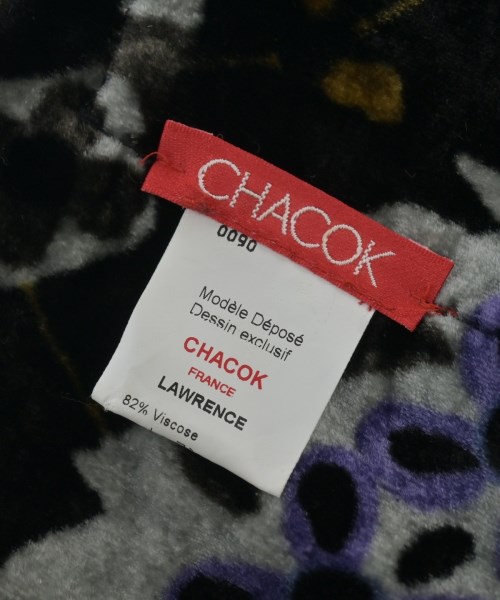 CHACOK
0090
Modèle Déposé
Dessin exclusif
CHACOK
FRANCE
LAWRENCE
82% Viscose